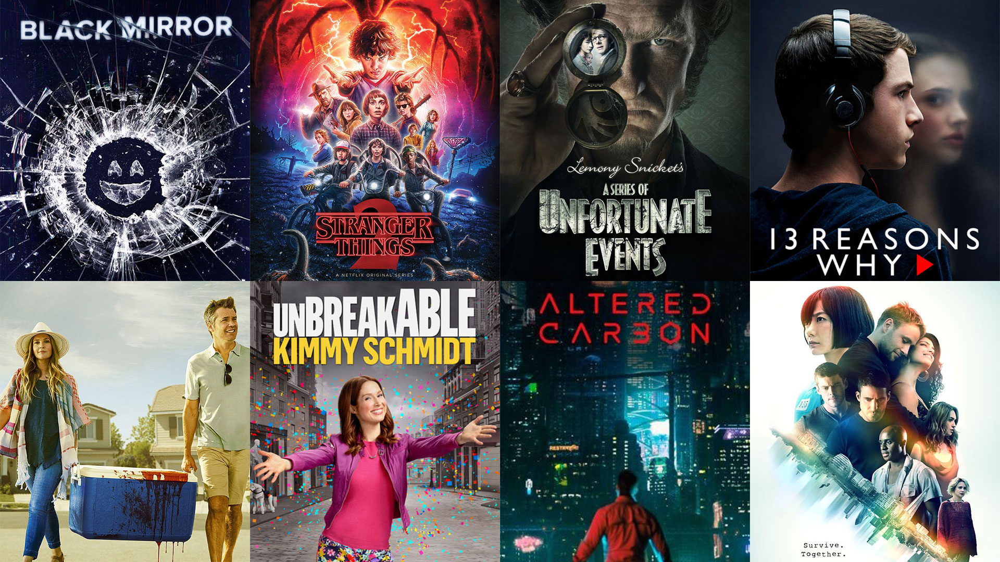 BLACK MIRROR
2
STRANGER
THINGS
A NETFLIX ORIGINAL SERIES
Lemony Snicket's
A SERIES OF
UNFORTUNATE
EVENTS
13 REASONS
WHY
UNBREAKABLE
KIMMY SCHMIDT
ALTERED
CARBON
Survive.
Together.